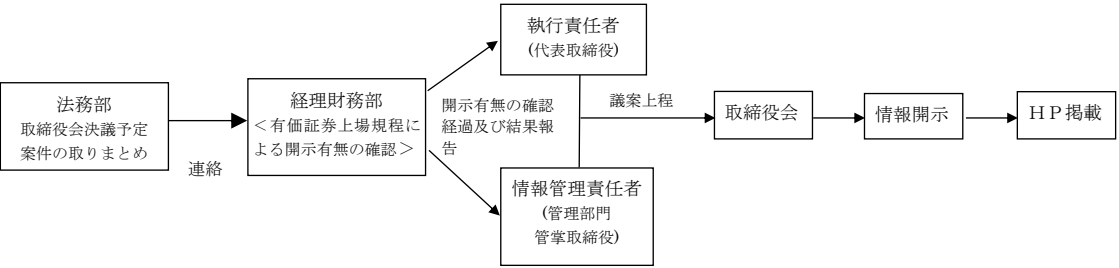 法務部
取締役会決議予定
案件の取りまとめ
連絡
経理財務部
＜有価証券上場規程に
よる開示有無の確認＞
開示有無の確認
経過及び結果報
告
執行責任者
(代表取締役)
情報管理責任者
(管理部門
管掌取締役)
議案上程
取締役会
情報開示
ＨＰ掲載